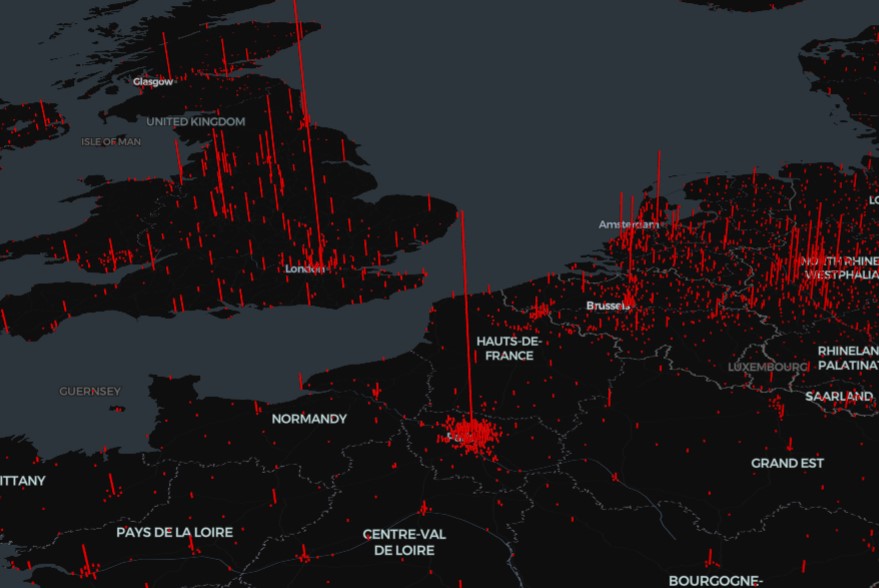 Glasgow
UNITED KINGDOM
ISLE OF MAN
London
Amsterdam
NORTH RHINE
WESTPHALIA
Brussels
HAUTS-DE-
FRANCE
LUXEMBOURG
RHINELAN
PALATINAT
SAARLAND
GUERNSEY
NORMANDY
GRAND EST
ITTANY
PAYS DE LA LOIRE
CENTRE-VAL
DE LOIRE
BOURGOGNE-